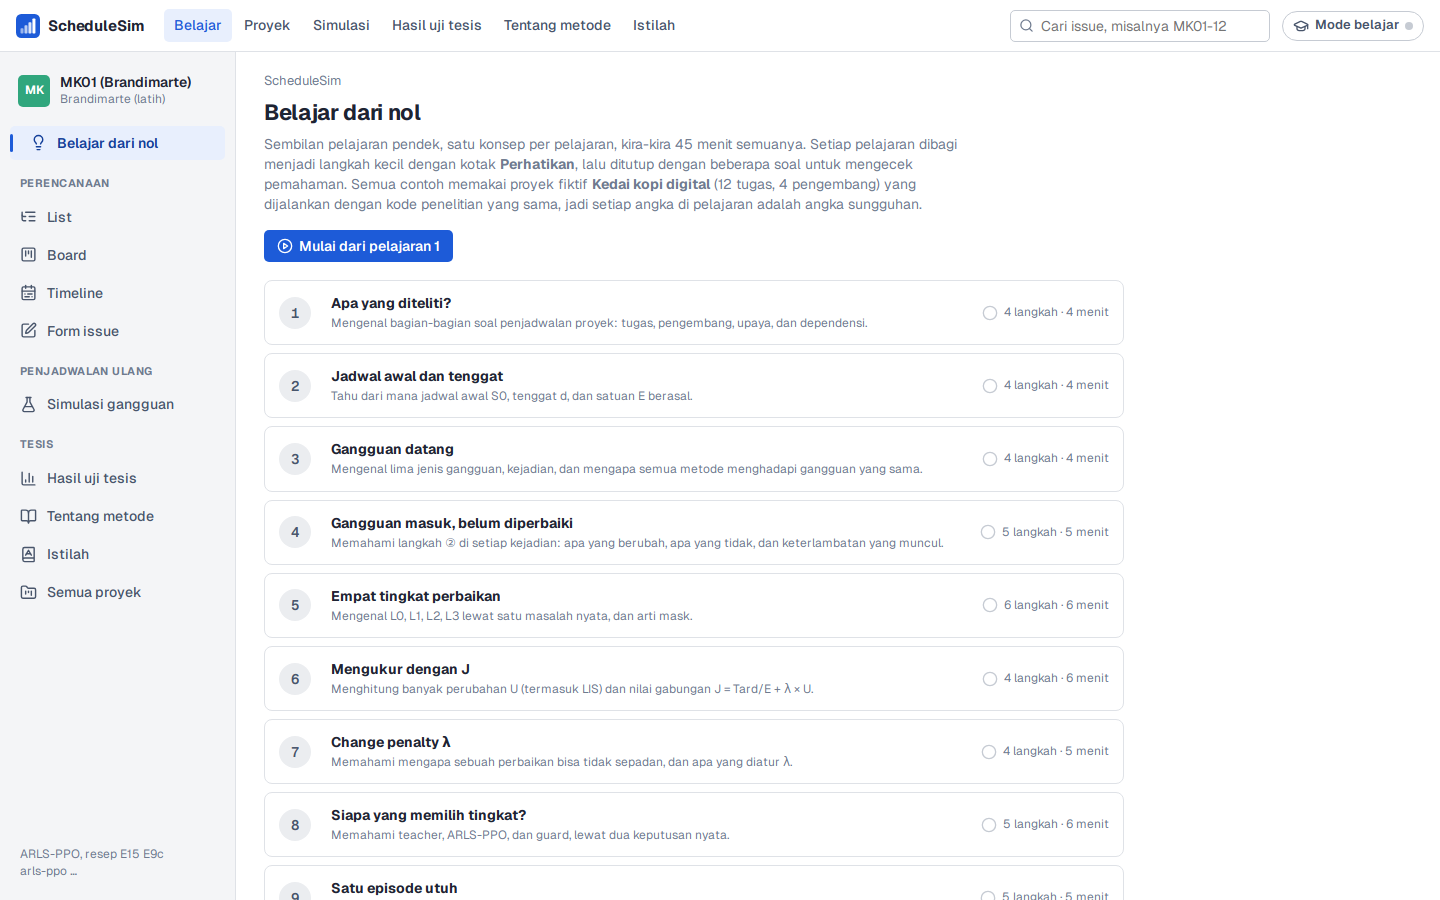 ScheduleSim
Belajar
Proyek
Simulasi
Hasil uji tesis
Tentang metode
Istilah
Cari issue, misalnya MK01-12
Mode belajar
MK
MK01 (Brandimarte)
Brandimarte (latih)
Belajar dari nol
PERENCANAAN
List
Board
Timeline
Form issue
PENJADWALAN ULANG
Simulasi gangguan
TESIS
Hasil uji tesis
Tentang metode
Istilah
Semua proyek
ARLS-PPO, resep E15 E9c
arls-ppo ...
ScheduleSim
Belajar dari nol
Sembilan pelajaran pendek, satu konsep per pelajaran, kira-kira 45 menit semuanya. Setiap pelajaran dibagi
menjadi langkah kecil dengan kotak Perhatikan, lalu ditutup dengan beberapa soal untuk mengecek
pemahaman. Semua contoh memakai proyek fiktif Kedai kopi digital (12 tugas, 4 pengembang) yang
dijalankan dengan kode penelitian yang sama, jadi setiap angka di pelajaran adalah angka sungguhan.
Mulai dari pelajaran 1
1
Apa yang diteliti?
Mengenal bagian-bagian soal penjadwalan proyek: tugas, pengembang, upaya, dan dependensi.
4 langkah · 4 menit
2
Jadwal awal dan tenggat
Tahu dari mana jadwal awal S0, tenggat d, dan satuan E berasal.
4 langkah · 4 menit
3
Gangguan datang
Mengenal lima jenis gangguan, kejadian, dan mengapa semua metode menghadapi gangguan yang sama.
4 langkah · 4 menit
4
Gangguan masuk, belum diperbaiki
Memahami langkah ② di setiap kejadian: apa yang berubah, apa yang tidak, dan keterlambatan yang muncul.
5 langkah · 5 menit
5
Empat tingkat perbaikan
Mengenal L0, L1, L2, L3 lewat satu masalah nyata, dan arti mask.
6 langkah · 6 menit
6
Mengukur dengan J
Menghitung banyak perubahan U (termasuk LIS) dan nilai gabungan J = Tard/E + λ × U.
4 langkah · 6 menit
7
Change penalty λ
Memahami mengapa sebuah perbaikan bisa tidak sepadan, dan apa yang diatur λ.
4 langkah · 5 menit
8
Siapa yang memilih tingkat?
Memahami teacher, ARLS-PPO, dan guard, lewat dua keputusan nyata.
5 langkah · 6 menit
9
Satu episode utuh
5 langkah · 5 menit